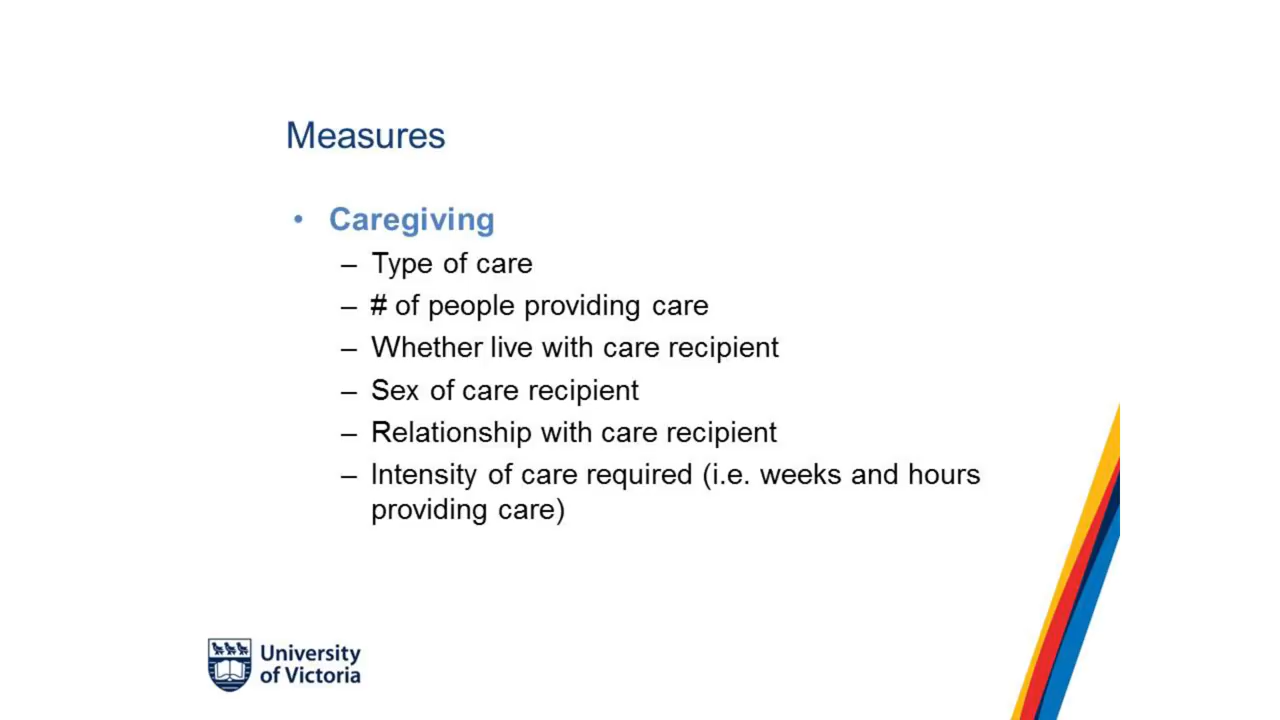 Measures
• Caregiving
– Type of care
– # of people providing care
– Whether live with care recipient
– Sex of care recipient
– Relationship with care recipient
– Intensity of care required (i.e. weeks and hours
providing care)
University
of Victoria